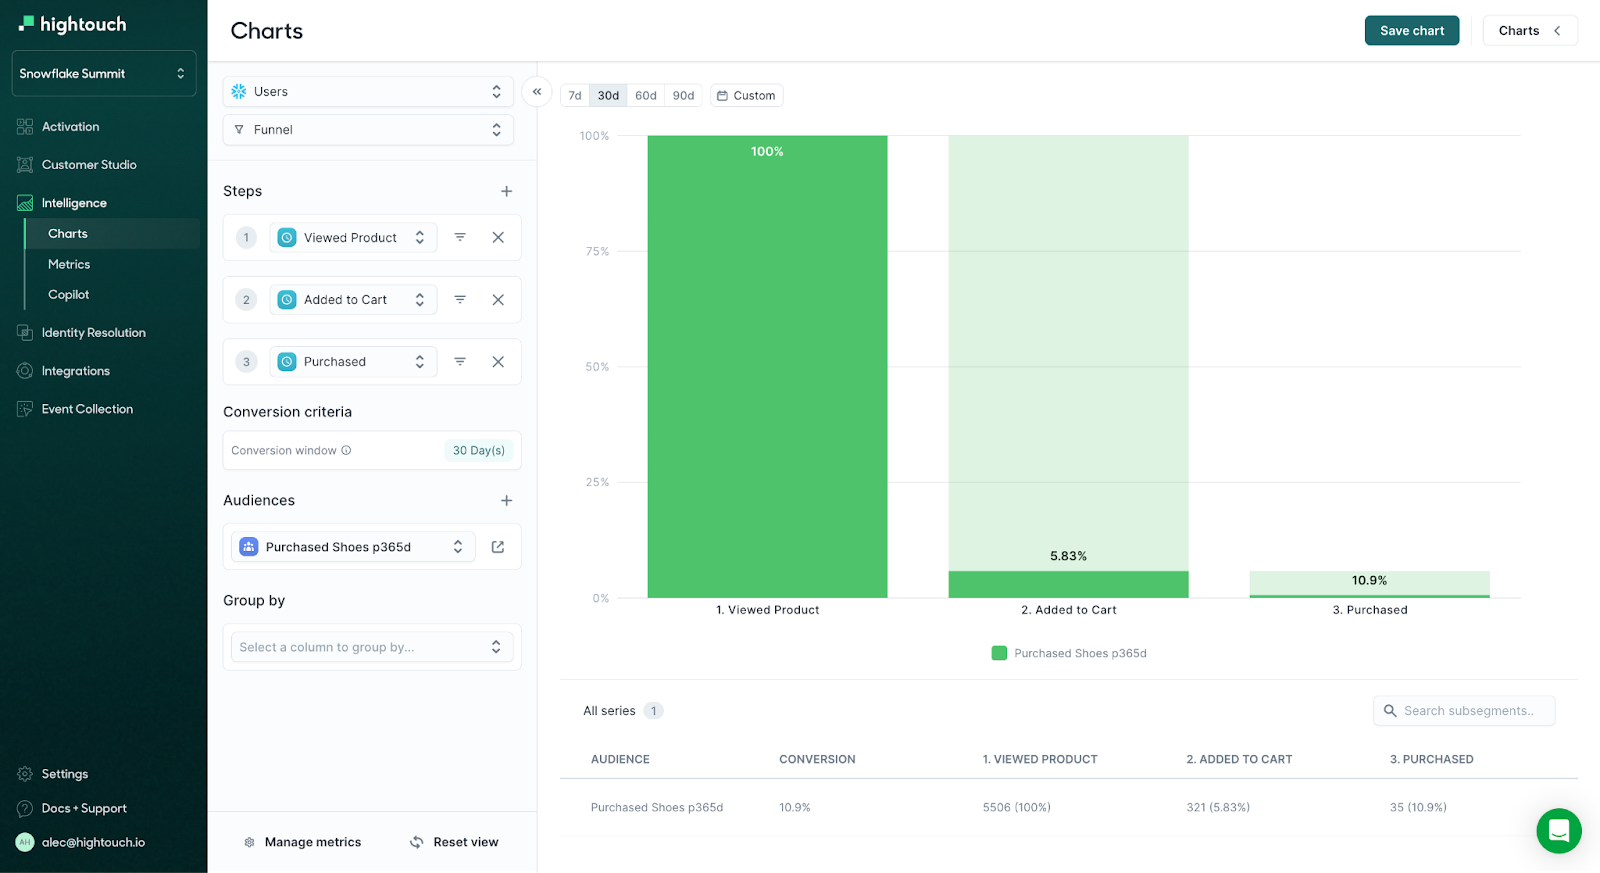 hightouch
Snowflake Summit
Activation
Customer Studio
Intelligence
Charts
Metrics
Copilot
Identity Resolution
Integrations
Event Collection
Settings
Docs + Support
AH alec@hightouch.io
Charts
Save chart
Charts
Users
Funnel
Steps
1 Viewed Product
2 Added to Cart
3 Purchased
Conversion criteria
Conversion window 30 Day(s)
Audiences
Purchased Shoes p365d
Group by
Select a column to group by...
Manage metrics Reset view
7d 30d 60d 90d Custom
100%
75%
50%
25%
0%
100%
5.83%
10.9%
1. Viewed Product 2. Added to Cart 3. Purchased
Purchased Shoes p365d
All series 1
Search subsegments..
AUDIENCE CONVERSION 1. VIEWED PRODUCT 2. ADDED TO CART 3. PURCHASED
Purchased Shoes p365d 10.9% 5506 (100%) 321 (5.83%) 35 (10.9%)